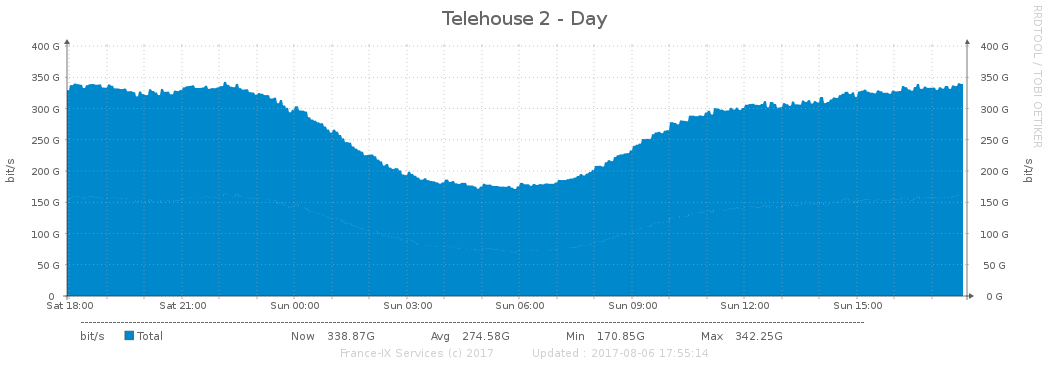 Telehouse 2 - Day
RRDTOOL / TOBI OETIKER
bit/s
400 G 400 G
350 G 350 G
300 G 300 G
250 G 250 G
200 G 200 G
150 G 150 G
100 G 100 G
50 G 50 G
0 0 G
bit/s
Sat 18:00 Sat 21:00 Sun 00:00 Sun 03:00 Sun 06:00 Sun 09:00 Sun 12:00 Sun 15:00
bit/s Total Now 338.87G Avg 274.58G Min 170.85G Max 342.25G
France-IX Services (c) 2017 Updated : 2017-08-06 17:55:14